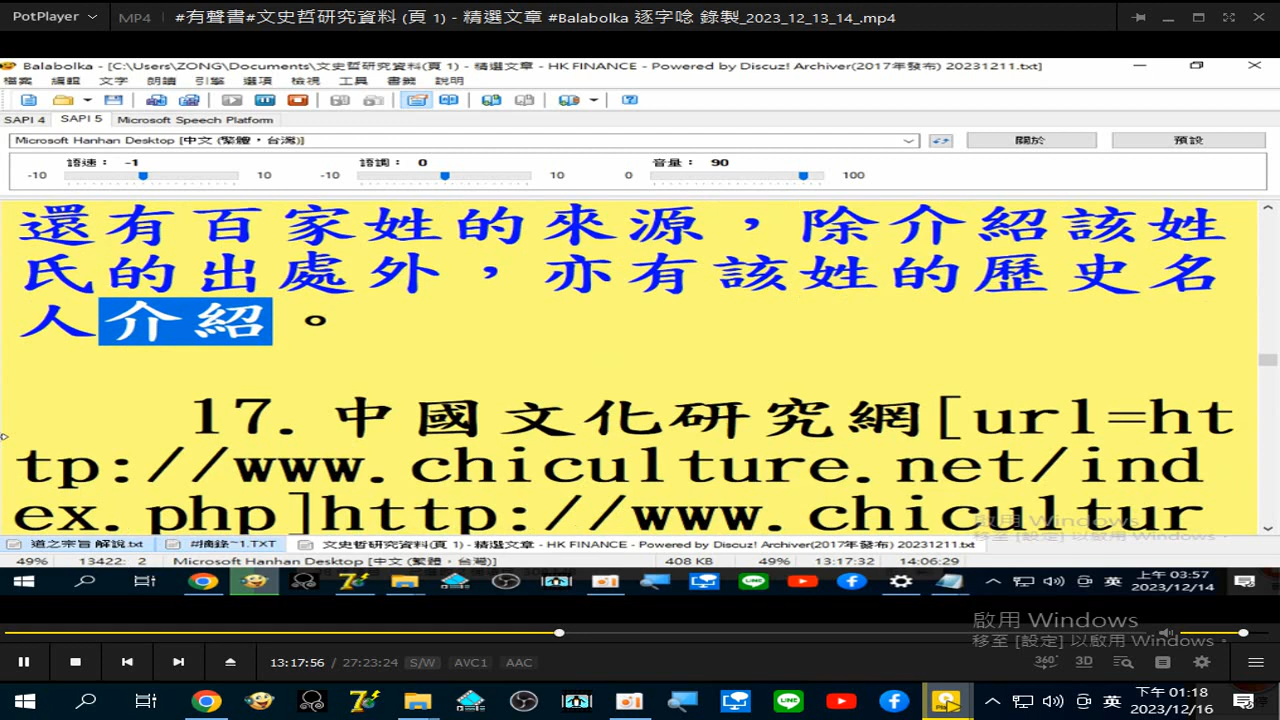 PotPlayer MP4 #有聲書#文史哲研究資料 (頁 1) - 精選文章 #Balabolka 逐字唸 錄製_2023_12_13_14_.mp4
Balabolka - [C:\Users\ZONG\Documents\文史哲研究資料(頁 1) - 精選文章 - HK FINANCE - Powered by Discuz! Archiver(2017年發布) 20231211.txt]
檔案 編輯 文字 朗讀 引擎 選項 檢視 工具 書籤 說明
SAPI 4 SAPI 5 Microsoft Speech Platform
Microsoft Hanhan Desktop [中文 (繁體，台灣)] 關於 預設
語速： -1 語調： 0 音量： 90
-10 10 -10 10 0 100
還有百家姓的來源，除介紹該姓
氏的出處外，亦有該姓的歷史名
人介紹。
17. 中國文化研究網[url=ht
tp://www.chiculture.net/ind
ex.php]http://www.chicultur
啟用 Windows
移至 [設定] 以啟用 Windows。
道之宗旨 解說.txt #摘錄~1.TXT 文史哲研究資料(頁 1) - 精選文章 - HK FINANCE - Powered by Discuz! Archiver(2017年發布) 20231211.txt
49% 13422: 2 Microsoft Hanhan Desktop [中文 (繁體，台灣)] 408 KB 49% 13:17:32 14:06:29
英 上午 03:57
2023/12/14
啟用 Windows
移至 [設定] 以啟用 Windows。
13:17:56 / 27:23:24 S/W AVC1 AAC 360° 3D
英 下午 01:18
2023/12/16